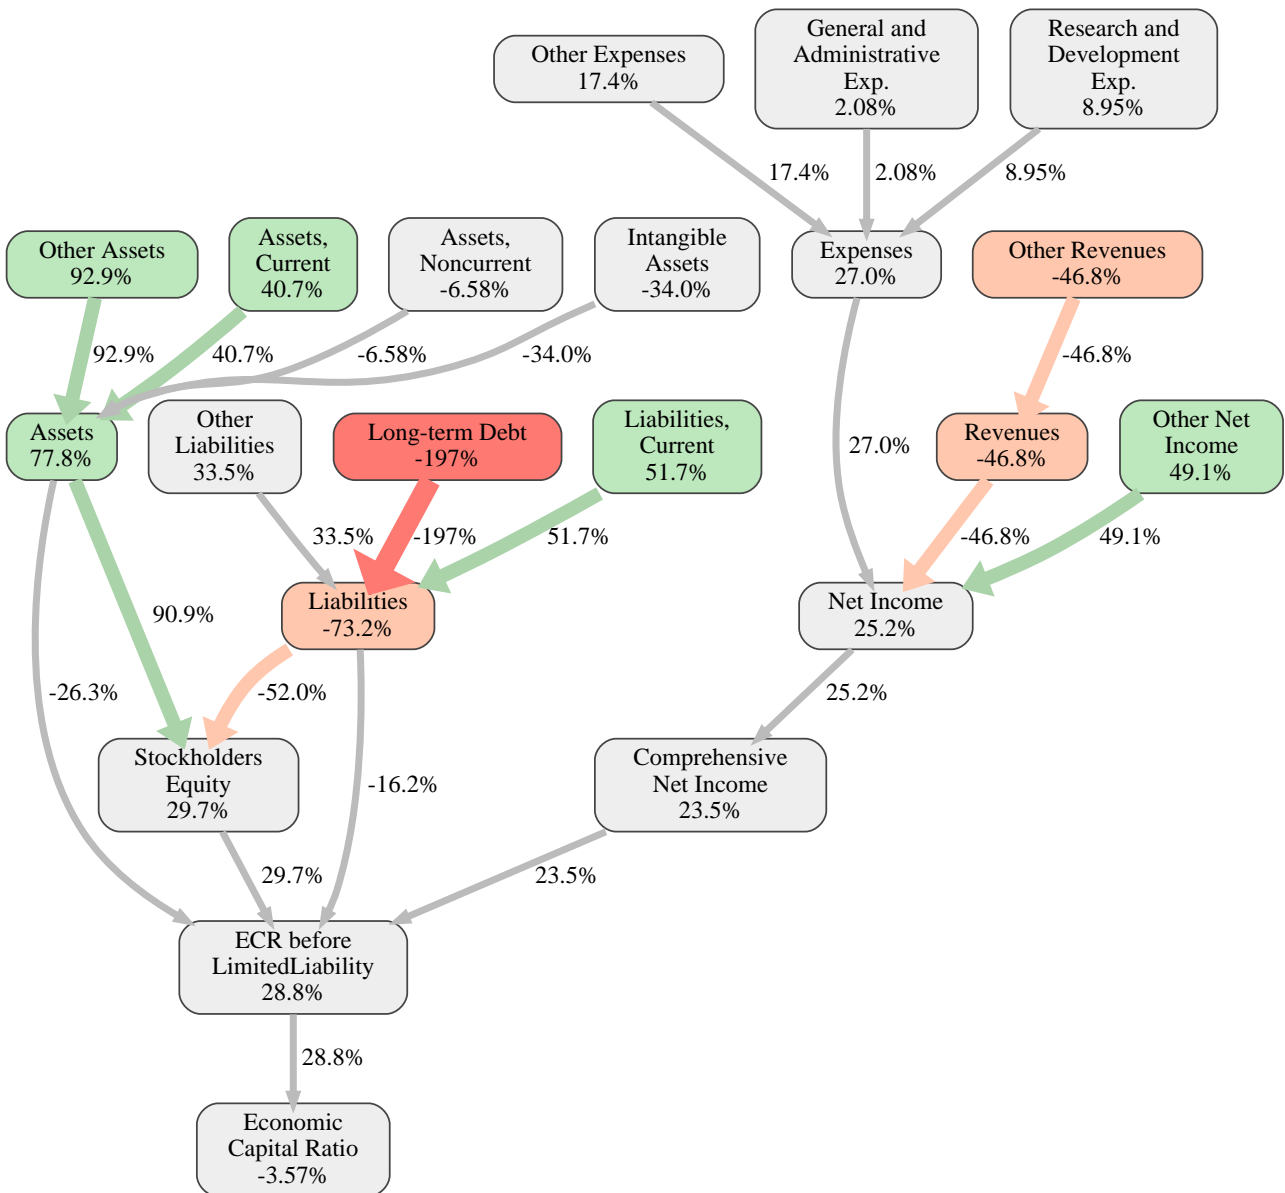 Other Expenses
17.4%
General and
Administrative
Exp.
2.08%
Research and
Development
Exp.
8.95%
17.4%
2.08%
8.95%
Other Assets
92.9%
Assets,
Current
40.7%
Assets,
Noncurrent
-6.58%
Intangible
Assets
-34.0%
Expenses
27.0%
Other Revenues
-46.8%
92.9%
40.7%
-6.58%
-34.0%
-46.8%
Assets
77.8%
Other
Liabilities
33.5%
Long-term Debt
-197%
Liabilities,
Current
51.7%
27.0%
Revenues
-46.8%
Other Net
Income
49.1%
33.5%
-197%
51.7%
-46.8%
49.1%
90.9%
Liabilities
-73.2%
Net Income
25.2%
-26.3%
-52.0%
25.2%
Stockholders
Equity
29.7%
-16.2%
Comprehensive
Net Income
23.5%
29.7%
23.5%
ECR before
LimitedLiability
28.8%
28.8%
Economic
Capital Ratio
-3.57%